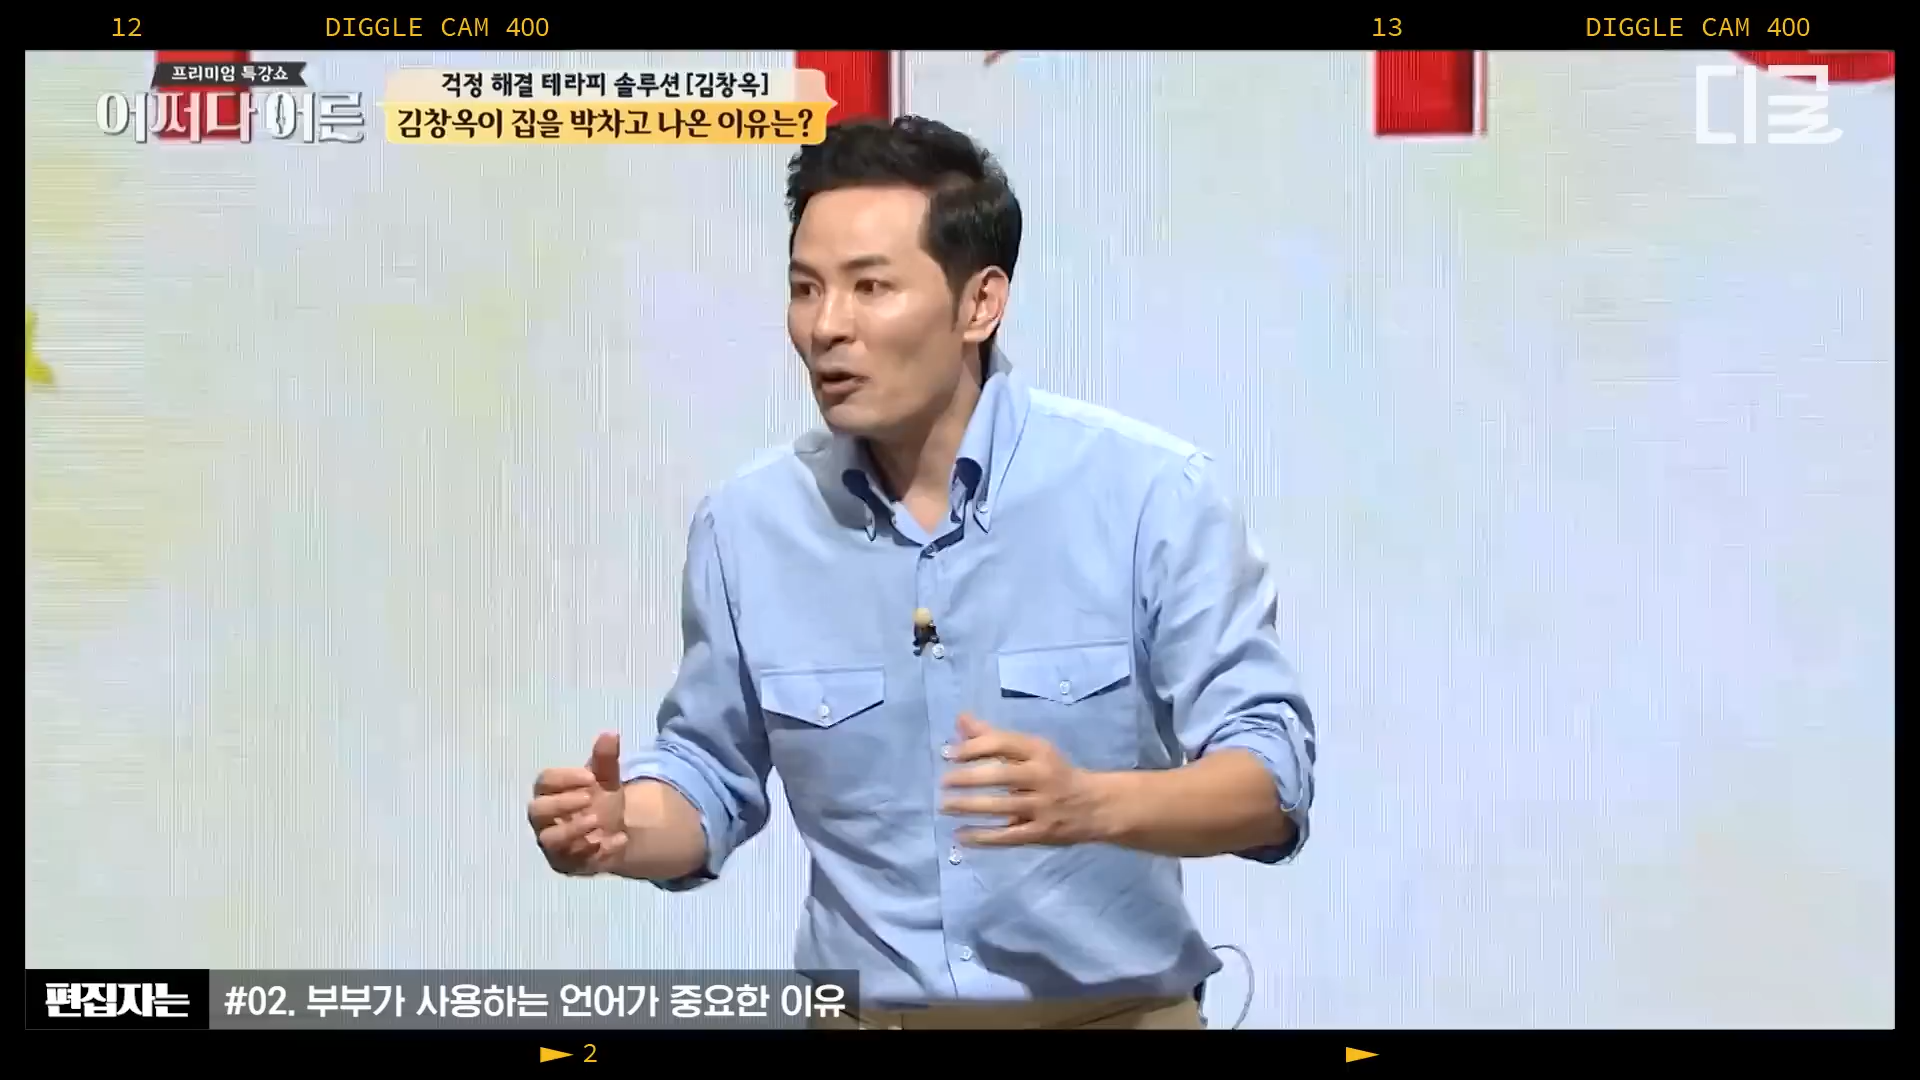 12 DIGGLE CAM 400 13 DIGGLE CAM 400
프리미엄 특강쇼
어쩌다 어른
걱정 해결 테라피 솔루션 [김창옥]
김창옥이 집을 박차고 나온 이유는?
디글
편집자는 #02. 부부가 사용하는 언어가 중요한 이유
2